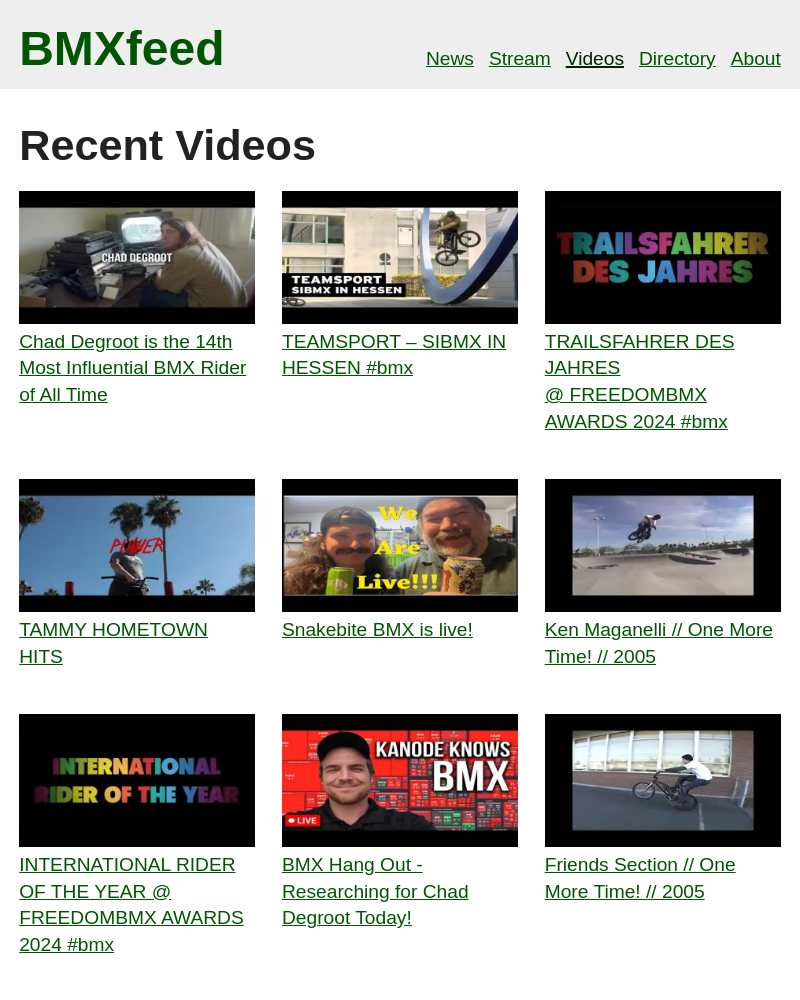 BMXfeed
News Stream Videos Directory About
Recent Videos
CHAD DEGROOT
Chad Degroot is the 14th
Most Influential BMX Rider
of All Time
TEAMSPORT
SIBMX IN HESSEN
TEAMSPORT – SIBMX IN
HESSEN #bmx
TRAILSFAHRER
DES JAHRES
TRAILSFAHRER DES
JAHRES
@ FREEDOMBMX
AWARDS 2024 #bmx
POWER
TAMMY HOMETOWN
HITS
We
Are
Live!!!
Snakebite BMX is live!
Ken Maganelli // One More
Time! // 2005
INTERNATIONAL
RIDER OF THE YEAR
INTERNATIONAL RIDER
OF THE YEAR @
FREEDOMBMX AWARDS
2024 #bmx
KANODE KNOWS
BMX
LIVE
BMX Hang Out -
Researching for Chad
Degroot Today!
Friends Section // One
More Time! // 2005